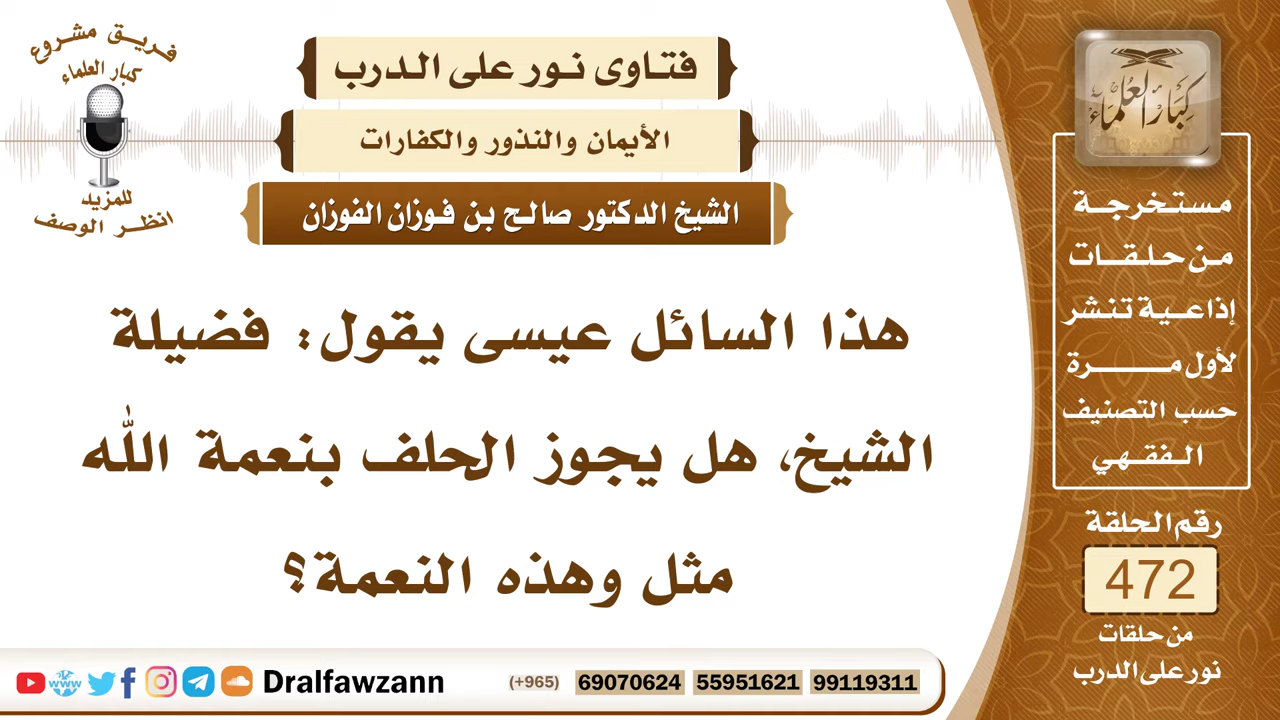 فريق مشروع
كبار العلماء
للمزيد
انظر الوصف
فتاوى نور على الدرب
الأيمان والنذور والكفارات
الشيخ الدكتور صالح بن فوزان الفوزان
هذا السائل عيسى يقول: فضيلة
الشيخ، هل يجوز الحلف بنعمة الله
مثل وهذه النعمة؟
كبار العلماء
مستخرجة
من حلقات
إذاعية تنشر
لأول مرة
حسب التصنيف
الفقهي
رقم الحلقة
472
من حلقات
نور على الدرب
www
Dralfawzann
(+965) 69070624 55951621 99119311